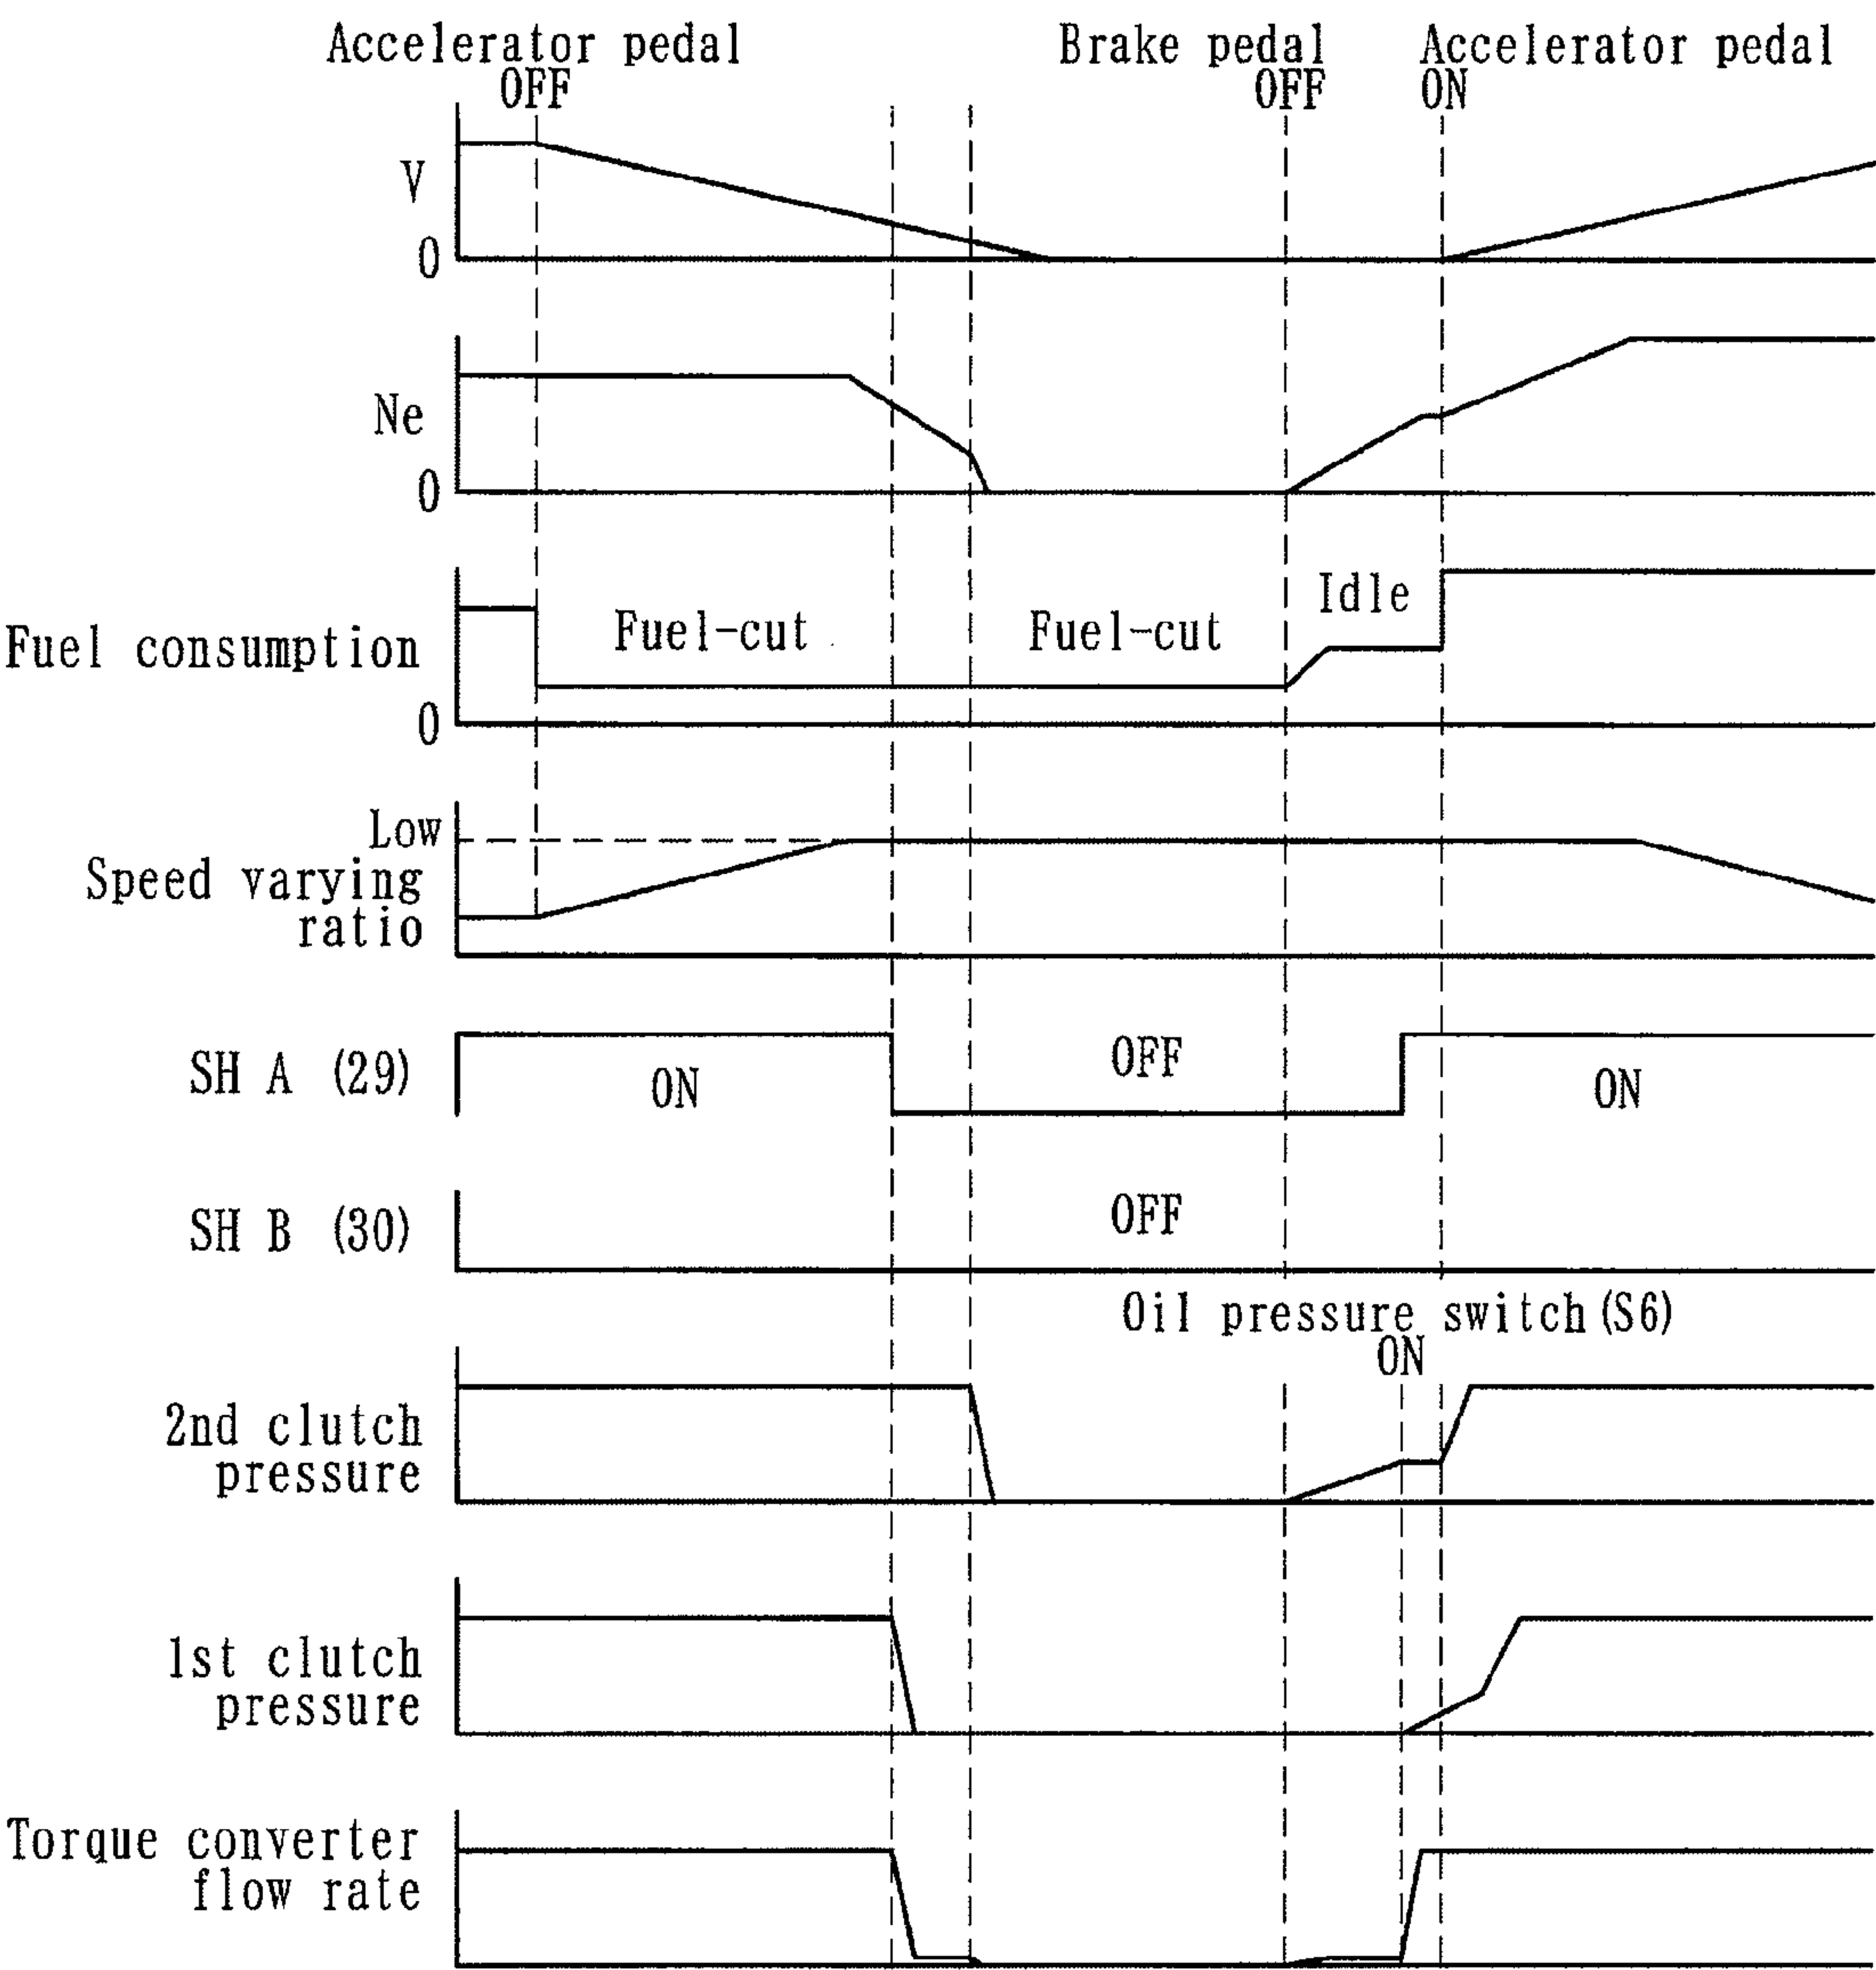 Accelerator pedal
OFF
Brake pedal
OFF
Accelerator pedal
ON
V
0
Ne
0
Fuel consumption
0
Fuel-cut
Fuel-cut
Idle
Low
Speed varying
ratio
SH A (29)
ON
OFF
ON
SH B (30)
OFF
Oil pressure switch(S6)
ON
2nd clutch
pressure
1st clutch
pressure
Torque converter
flow rate